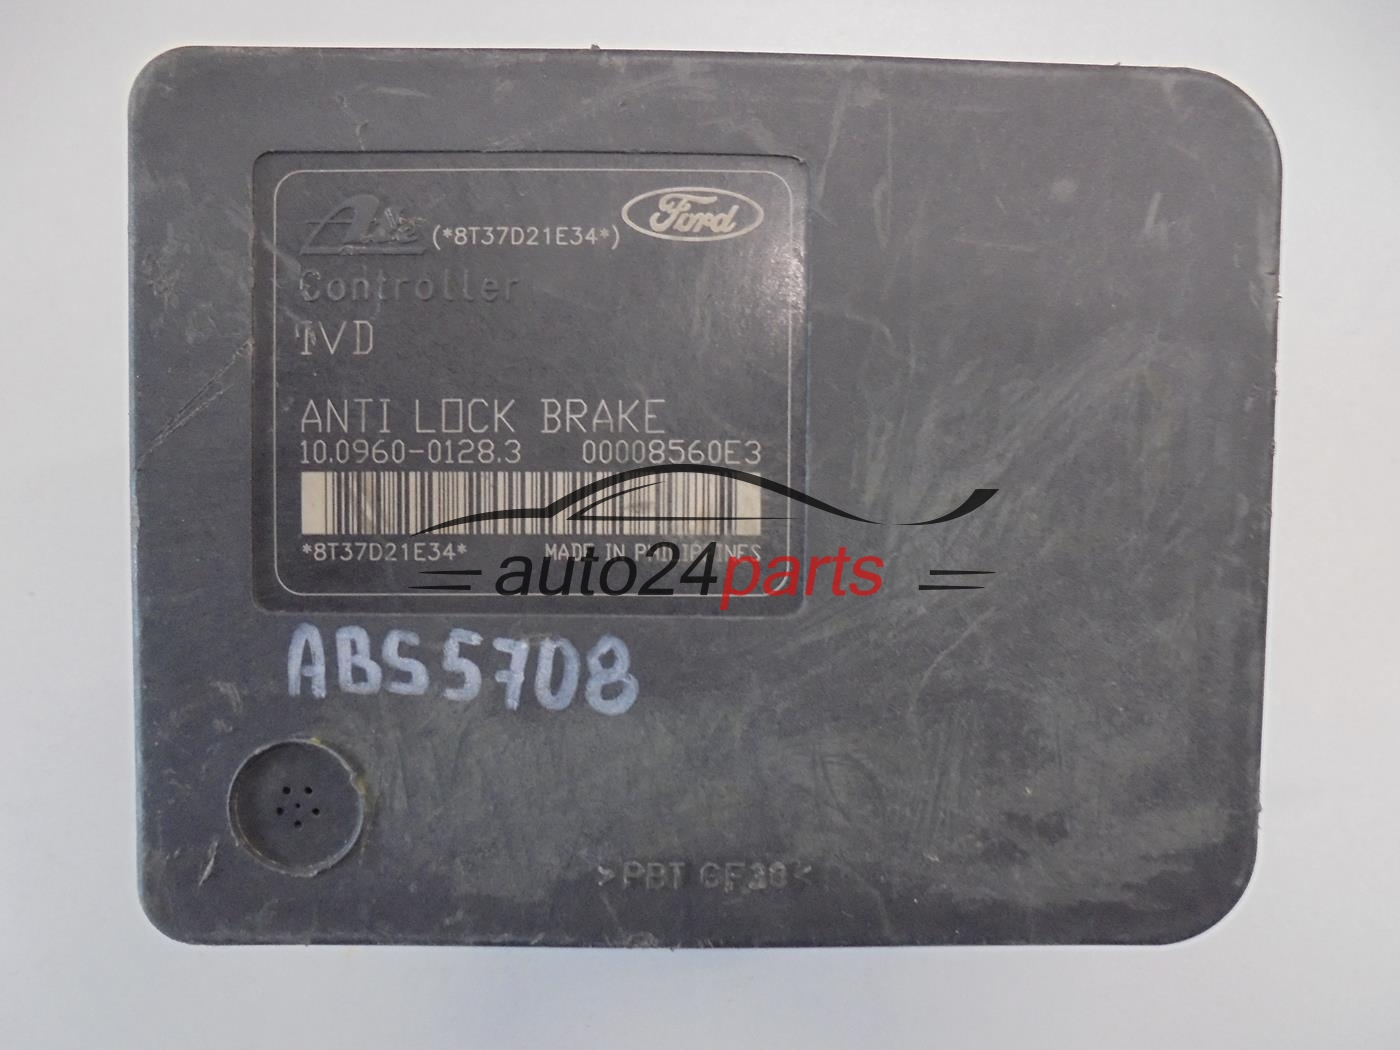 Ate (*8T37D21E34*) Ford
Controller
TVD
ANTI LOCK BRAKE
10.0960-0128.3 00008560E3
*8T37D21E34* MADE IN PHILIPPINES
auto24parts
ABS5708
>PBT GF30<